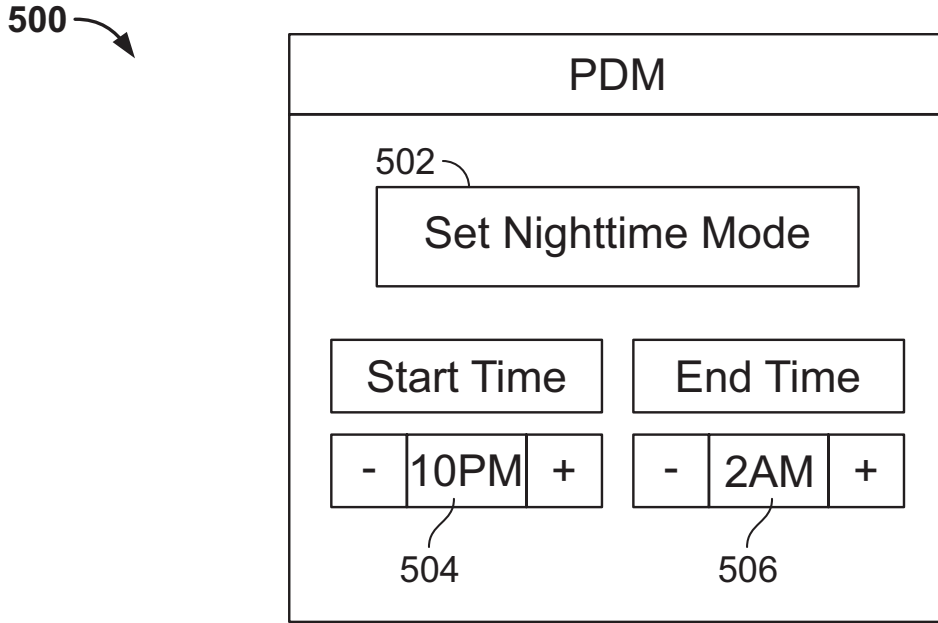 500
PDM
502
Set Nighttime Mode
Start Time End Time
- 10PM + - 2AM +
504 506